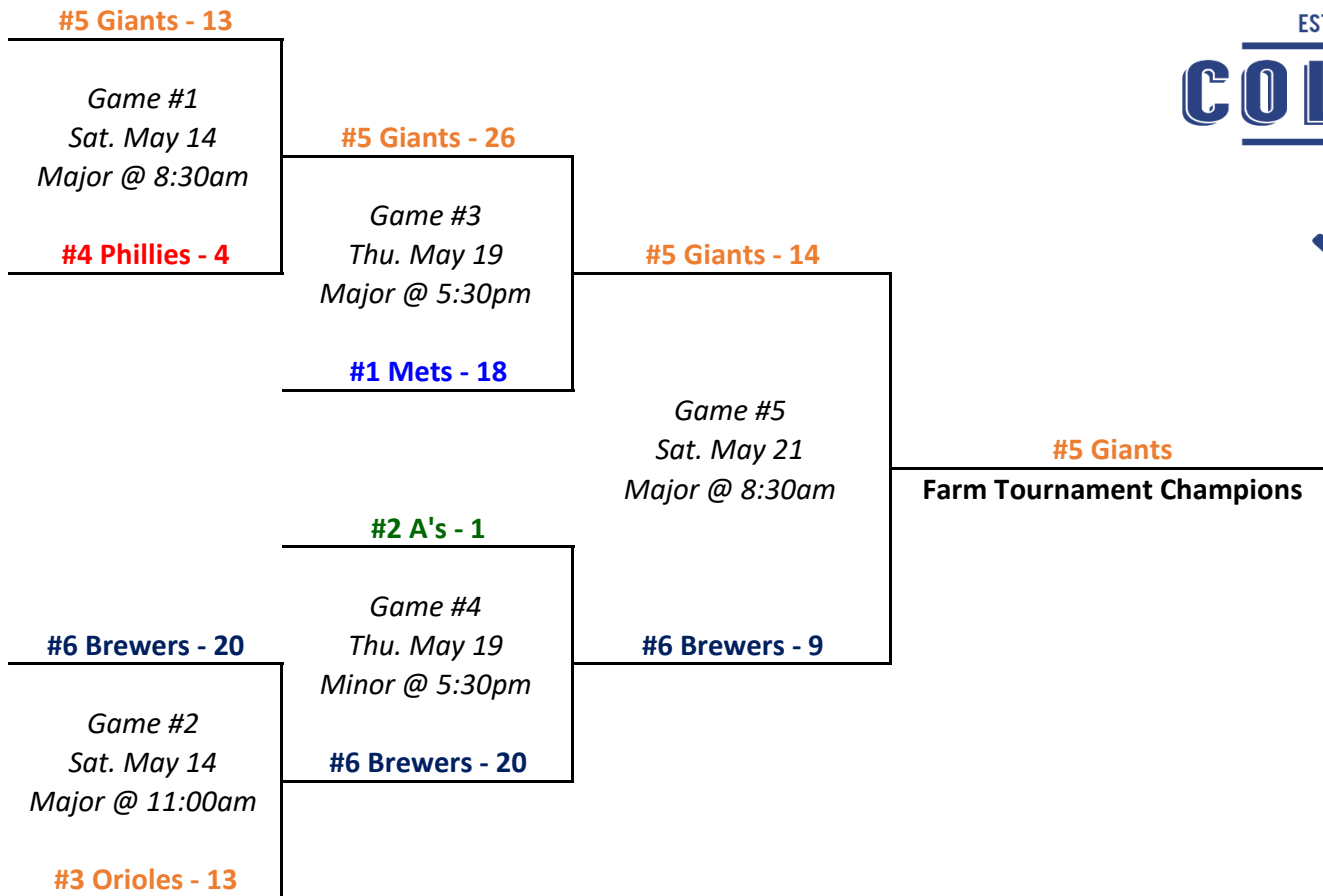 #5 Giants - 13
Game #1
Sat. May 14
Major @ 8:30am
#4 Phillies - 4
#5 Giants - 26
Game #3
Thu. May 19
Major @ 5:30pm
#1 Mets - 18
#5 Giants - 14
Game #5
Sat. May 21
Major @ 8:30am
#5 Giants
Farm Tournament Champions
#2 A's - 1
Game #4
Thu. May 19
Minor @ 5:30pm
#6 Brewers - 20
#6 Brewers - 9
#6 Brewers - 20
Game #2
Sat. May 14
Major @ 11:00am
#3 Orioles - 13